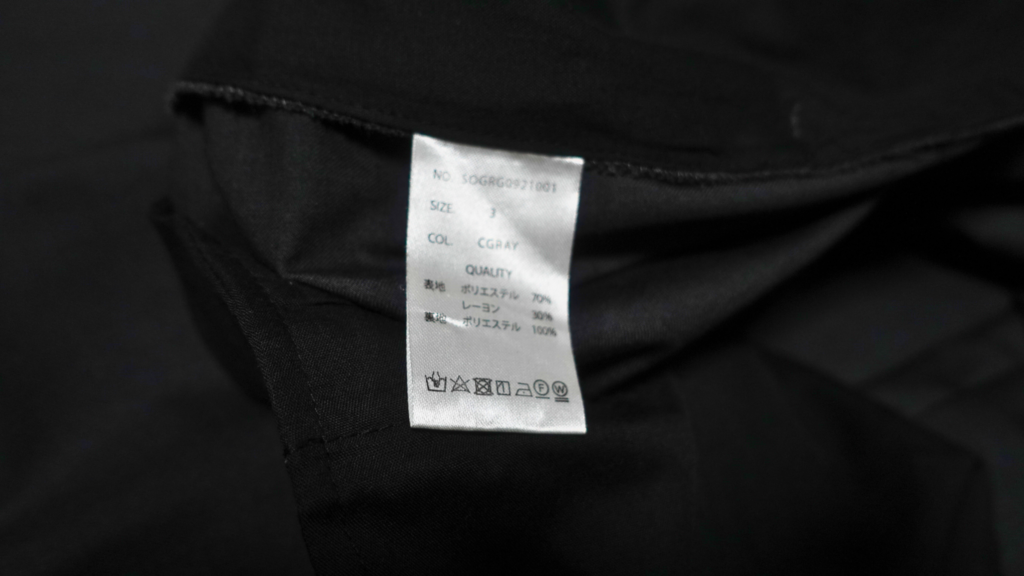 NO. SOGRG0921001
SIZE 3
COL. CGRAY
QUALITY
表地 ポリエステル 70%
レーヨン 30%
裏地 ポリエステル 100%
F W